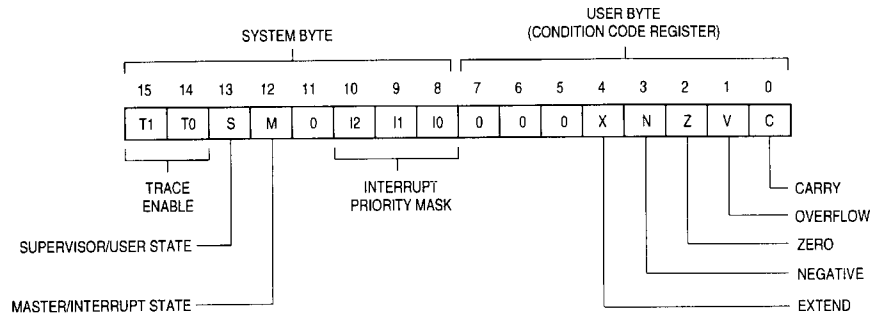 USER BYTE
SYSTEM BYTE (CONDITION CODE REGISTER)
15 14 13 12 11 10 9 8 7 6 5 4 3 2 1 0
T1 T0 S M 0 I2 I1 I0 0 0 0 X N Z V C
TRACE ENABLE
INTERRUPT PRIORITY MASK
CARRY
OVERFLOW
SUPERVISOR/USER STATE
ZERO
NEGATIVE
MASTER/INTERRUPT STATE
EXTEND